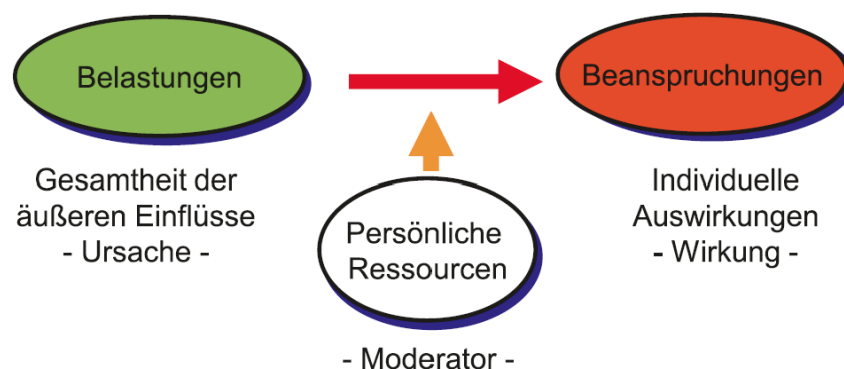 Belastungen
Beanspruchungen
Gesamtheit der
äußeren Einflüsse
- Ursache -
Persönliche
Ressourcen
- Moderator -
Individuelle
Auswirkungen
- Wirkung -